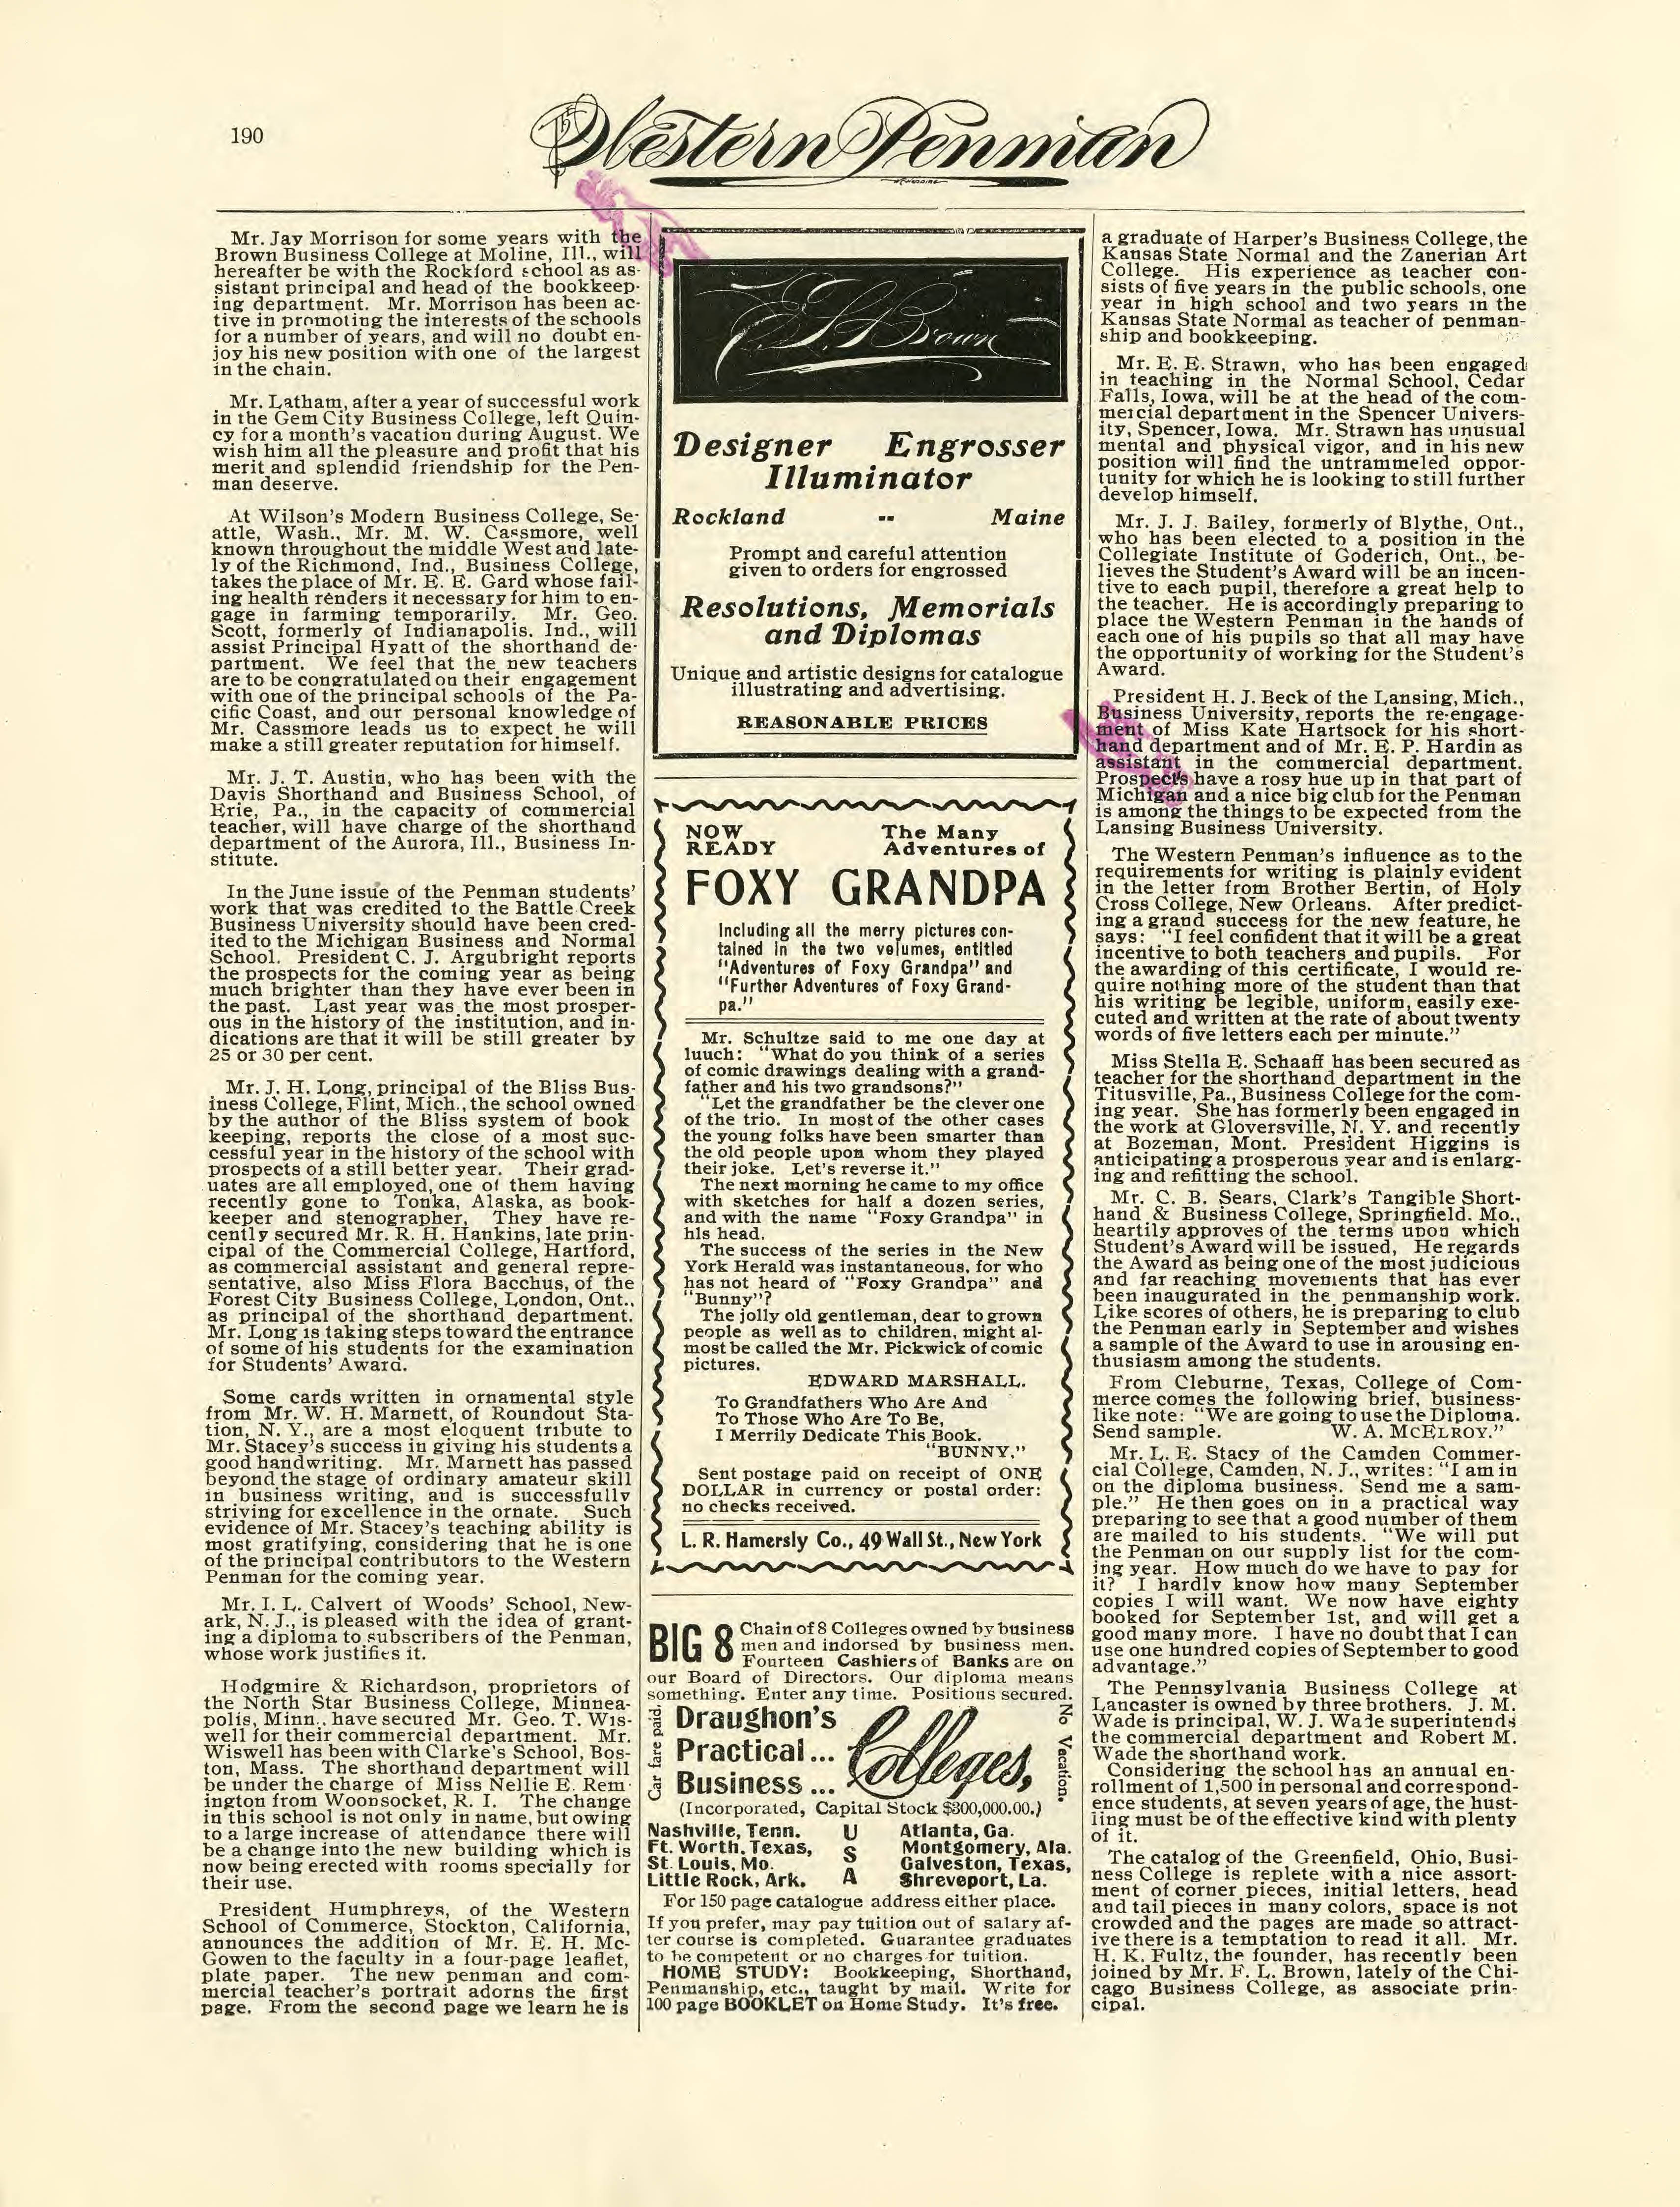 190
The Western Penman
Mr. Jay Morrison for some years with the
Brown Business College at Moline, Ill., will
hereafter be with the Rockford school as as-
sistant principal and head of the bookkeep-
ing department. Mr. Morrison has been ac-
tive in promoting the interests of the schools
for a number of years, and will no doubt en-
joy his new position with one of the largest
in the chain.
Mr. Latham, after a year of successful work
in the Gem City Business College, left Quin-
cy for a month's vacation during August. We
wish him all the pleasure and profit that his
merit and splendid friendship for the Pen-
man deserve.
At Wilson's Modern Business College, Se-
attle, Wash., Mr. M. W. Cassmore, well
known throughout the middle West and late-
ly of the Richmond, Ind., Business College,
takes the place of Mr. E. E. Gard whose fail-
ing health renders it necessary for him to en-
gage in farming temporarily. Mr. Geo.
Scott, formerly of Indianapolis, Ind., will
assist Principal Hyatt of the shorthand de-
partment. We feel that the new teachers
are to be congratulated on their engagement
with one of the principal schools of the Pa-
cific Coast, and our personal knowledge of
Mr. Cassmore leads us to expect he will
make a still greater reputation for himself.
Mr. J. T. Austin, who has been with the
Davis Shorthand and Business School, of
Erie, Pa., in the capacity of commercial
teacher, will have charge of the shorthand
department of the Aurora, Ill., Business In-
stitute.
In the June issue of the Penman students'
work that was credited to the Battle Creek
Business University should have been cred-
ited to the Michigan Business and Normal
School. President C. J. Argubright reports
the prospects for the coming year as being
much brighter than they have ever been in
the past. Last year was the most prosper-
ous in the history of the institution, and in-
dications are that it will be still greater by
25 or 30 per cent.
Mr. J. H. Long, principal of the Bliss Bus-
iness College, Flint, Mich., the school owned
by the author of the Bliss system of book
keeping, reports the close of a most suc-
cessful year in the history of the school with
prospects of a still better year. Their grad-
uates are all employed, one of them having
recently gone to Tonka, Alaska, as book-
keeper and stenographer. They have re-
cently secured Mr. R. H. Hankins, late prin-
cipal of the Commercial College, Hartford,
as commercial assistant and general repre-
sentative, also Miss Flora Bacchus, of the
Forest City Business College, London, Ont.,
as principal of the shorthand department.
Mr. Long is taking steps toward the entrance
of some of his students for the examination
for Students' Award.
Some cards written in ornamental style
from Mr. W. H. Marnett, of Roundout Sta-
tion, N. Y., are a most eloquent tribute to
Mr. Stacey's success in giving his students a
good handwriting. Mr. Marnett has passed
beyond the stage of ordinary amateur skill
in business writing, and is successfully
striving for excellence in the ornate. Such
evidence of Mr. Stacey's teaching ability is
most gratifying, considering that he is one
of the principal contributors to the Western
Penman for the coming year.
Mr. I. L. Calvert of Woods' School, New-
ark, N. J., is pleased with the idea of grant-
ing a diploma to subscribers of the Penman,
whose work justifies it.
Hodgmire & Richardson, proprietors of
the North Star Business College, Minnea-
polis, Minn., have secured Mr. Geo. T. Wis-
well for their commercial department. Mr.
Wiswell has been with Clarke's School, Bos-
ton, Mass. The shorthand department will
be under the charge of Miss Nellie E. Rem-
ington from Woonsocket, R. I. The change
in this school is not only in name, but owing
to a large increase of attendance there will
be a change into the new building which is
now being erected with rooms specially for
their use.
President Humphreys, of the Western
School of Commerce, Stockton, California,
announces the addition of Mr. E. H. Mc-
Gowen to the faculty in a four-page leaflet,
plate paper. The new penman and com-
mercial teacher's portrait adorns the first
page. From the second page we learn he is
E. L. Brown
Designer Engrosser
Illuminator
Rockland -- Maine
Prompt and careful attention
given to orders for engrossed
Resolutions, Memorials
and Diplomas
Unique and artistic designs for catalogue
illustrating and advertising.
REASONABLE PRICES
NOW The Many
READY Adventures of
FOXY GRANDPA
Including all the merry pictures con-
tained in the two volumes, entitled
"Adventures of Foxy Grandpa" and
"Further Adventures of Foxy Grand-
pa."
Mr. Schultze said to me one day at
luuch: "What do you think of a series
of comic drawings dealing with a grand-
father and his two grandsons?"
"Let the grandfather be the clever one
of the trio. In most of the other cases
the young folks have been smarter than
the old people upon whom they played
their joke. Let's reverse it."
The next morning he came to my office
with sketches for half a dozen series,
and with the name "Foxy Grandpa" in
his head.
The success of the series in the New
York Herald was instantaneous, for who
has not heard of "Foxy Grandpa" and
"Bunny"?
The jolly old gentleman, dear to grown
people as well as to children, might al-
most be called the Mr. Pickwick of comic
pictures.
EDWARD MARSHALL.
To Grandfathers Who Are And
To Those Who Are To Be,
I Merrily Dedicate This Book.
"BUNNY."
Sent postage paid on receipt of ONE
DOLLAR in currency or postal order:
no checks received.
L. R. Hamersly Co., 49 Wall St., New York
BIG 8 Chain of 8 Colleges owned by business
men and indorsed by business men.
Fourteen Cashiers of Banks are on
our Board of Directors. Our diploma means
something. Enter any time. Positions secured.
Car fare paid.
Draughon's
Practical...
Business...
Colleges,
No Vacation.
(Incorporated, Capital Stock $300,000.00.)
Nashville, Tenn. U Atlanta, Ga.
Ft. Worth, Texas, S Montgomery, Ala.
St. Louis, Mo. Galveston, Texas,
Little Rock, Ark. A Shreveport, La.
For 150 page catalogue address either place.
If you prefer, may pay tuition out of salary af-
ter course is completed. Guarantee graduates
to be competent or no charges for tuition.
HOME STUDY: Bookkeeping, Shorthand,
Penmanship, etc., taught by mail. Write for
100 page BOOKLET on Home Study. It's free.
a graduate of Harper's Business College, the
Kansas State Normal and the Zanerian Art
College. His experience as teacher con-
sists of five years in the public schools, one
year in high school and two years in the
Kansas State Normal as teacher of penman-
ship and bookkeeping.
Mr. E. E. Strawn, who has been engaged
in teaching in the Normal School, Cedar
Falls, Iowa, will be at the head of the com-
mercial department in the Spencer Univers-
ity, Spencer, Iowa. Mr. Strawn has unusual
mental and physical vigor, and in his new
position will find the untrammeled oppor-
tunity for which he is looking to still further
develop himself.
Mr. J. J. Bailey, formerly of Blythe, Ont.,
who has been elected to a position in the
Collegiate Institute of Goderich, Ont., be-
lieves the Student's Award will be an incen-
tive to each pupil, therefore a great help to
the teacher. He is accordingly preparing to
place the Western Penman in the hands of
each one of his pupils so that all may have
the opportunity of working for the Student's
Award.
President H. J. Beck of the Lansing, Mich.,
Business University, reports the re-engage-
ment of Miss Kate Hartsock for his short-
hand department and of Mr. E. P. Hardin as
assistant in the commercial department.
Prospects have a rosy hue up in that part of
Michigan and a nice big club for the Penman
is among the things to be expected from the
Lansing Business University.
The Western Penman's influence as to the
requirements for writing is plainly evident
in the letter from Brother Bertin, of Holy
Cross College, New Orleans. After predict-
ing a grand success for the new feature, he
says: "I feel confident that it will be a great
incentive to both teachers and pupils. For
the awarding of this certificate, I would re-
quire nothing more of the student than that
his writing be legible, uniform, easily exe-
cuted and written at the rate of about twenty
words of five letters each per minute."
Miss Stella E. Schaaff has been secured as
teacher for the shorthand department in the
Titusville, Pa., Business College for the com-
ing year. She has formerly been engaged in
the work at Gloversville, N. Y. and recently
at Bozeman, Mont. President Higgins is
anticipating a prosperous year and is enlarg-
ing and refitting the school.
Mr. C. B. Sears, Clark's Tangible Short-
hand & Business College, Springfield. Mo.,
heartily approves of the terms upon which
Student's Award will be issued, He regards
the Award as being one of the most judicious
and far reaching movements that has ever
been inaugurated in the penmanship work.
Like scores of others, he is preparing to club
the Penman early in September and wishes
a sample of the Award to use in arousing en-
thusiasm among the students.
From Cleburne, Texas, College of Com-
merce comes the following brief, business-
like note: "We are going to use the Diploma.
Send sample. W. A. MCELROY."
Mr. L. E. Stacy of the Camden Commer-
cial College, Camden, N. J., writes: "I am in
on the diploma business. Send me a sam-
ple." He then goes on in a practical way
preparing to see that a good number of them
are mailed to his students. "We will put
the Penman on our supply list for the com-
ing year. How much do we have to pay for
it? I hardly know how many September
copies I will want. We now have eighty
booked for September 1st, and will get a
good many more. I have no doubt that I can
use one hundred copies of September to good
advantage."
The Pennsylvania Business College at
Lancaster is owned by three brothers. J. M.
Wade is principal, W. J. Wade superintends
the commercial department and Robert M.
Wade the shorthand work.
Considering the school has an annual en-
rollment of 1,500 in personal and correspond-
ence students, at seven years of age, the hust-
ling must be of the effective kind with plenty
of it.
The catalog of the Greenfield, Ohio, Busi-
ness College is replete with a nice assort-
ment of corner pieces, initial letters, head
and tail pieces in many colors, space is not
crowded and the pages are made so attract-
ive there is a temptation to read it all. Mr.
H. K. Fultz, the founder, has recently been
joined by Mr. F. L. Brown, lately of the Chi-
cago Business College, as associate prin-
cipal.